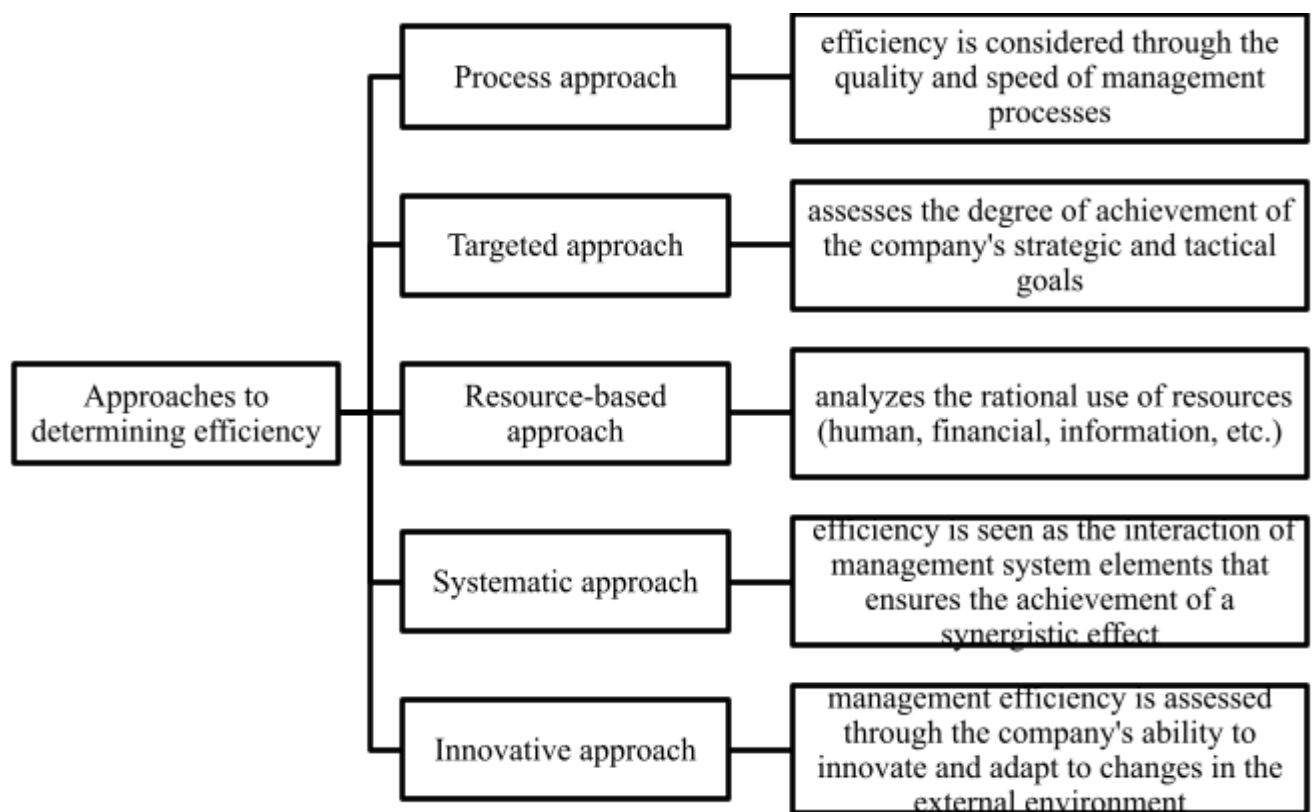 Approaches to
determining efficiency
Process approach
efficiency is considered through the
quality and speed of management
processes
Targeted approach
assesses the degree of achievement of
the company's strategic and tactical
goals
Resource-based
approach
analyzes the rational use of resources
(human, financial, information, etc.)
Systematic approach
efficiency is seen as the interaction of
management system elements that
ensures the achievement of a
synergistic effect
Innovative approach
management efficiency is assessed
through the company's ability to
innovate and adapt to changes in the
external environment